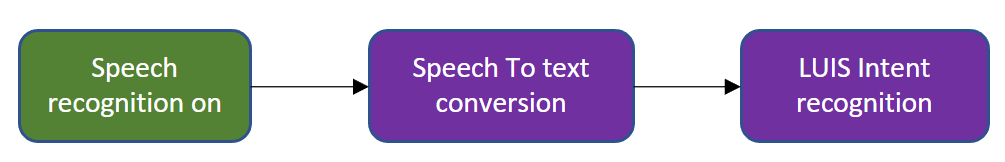 Speech
recognition on
Speech To text
conversion
LUIS Intent
recognition